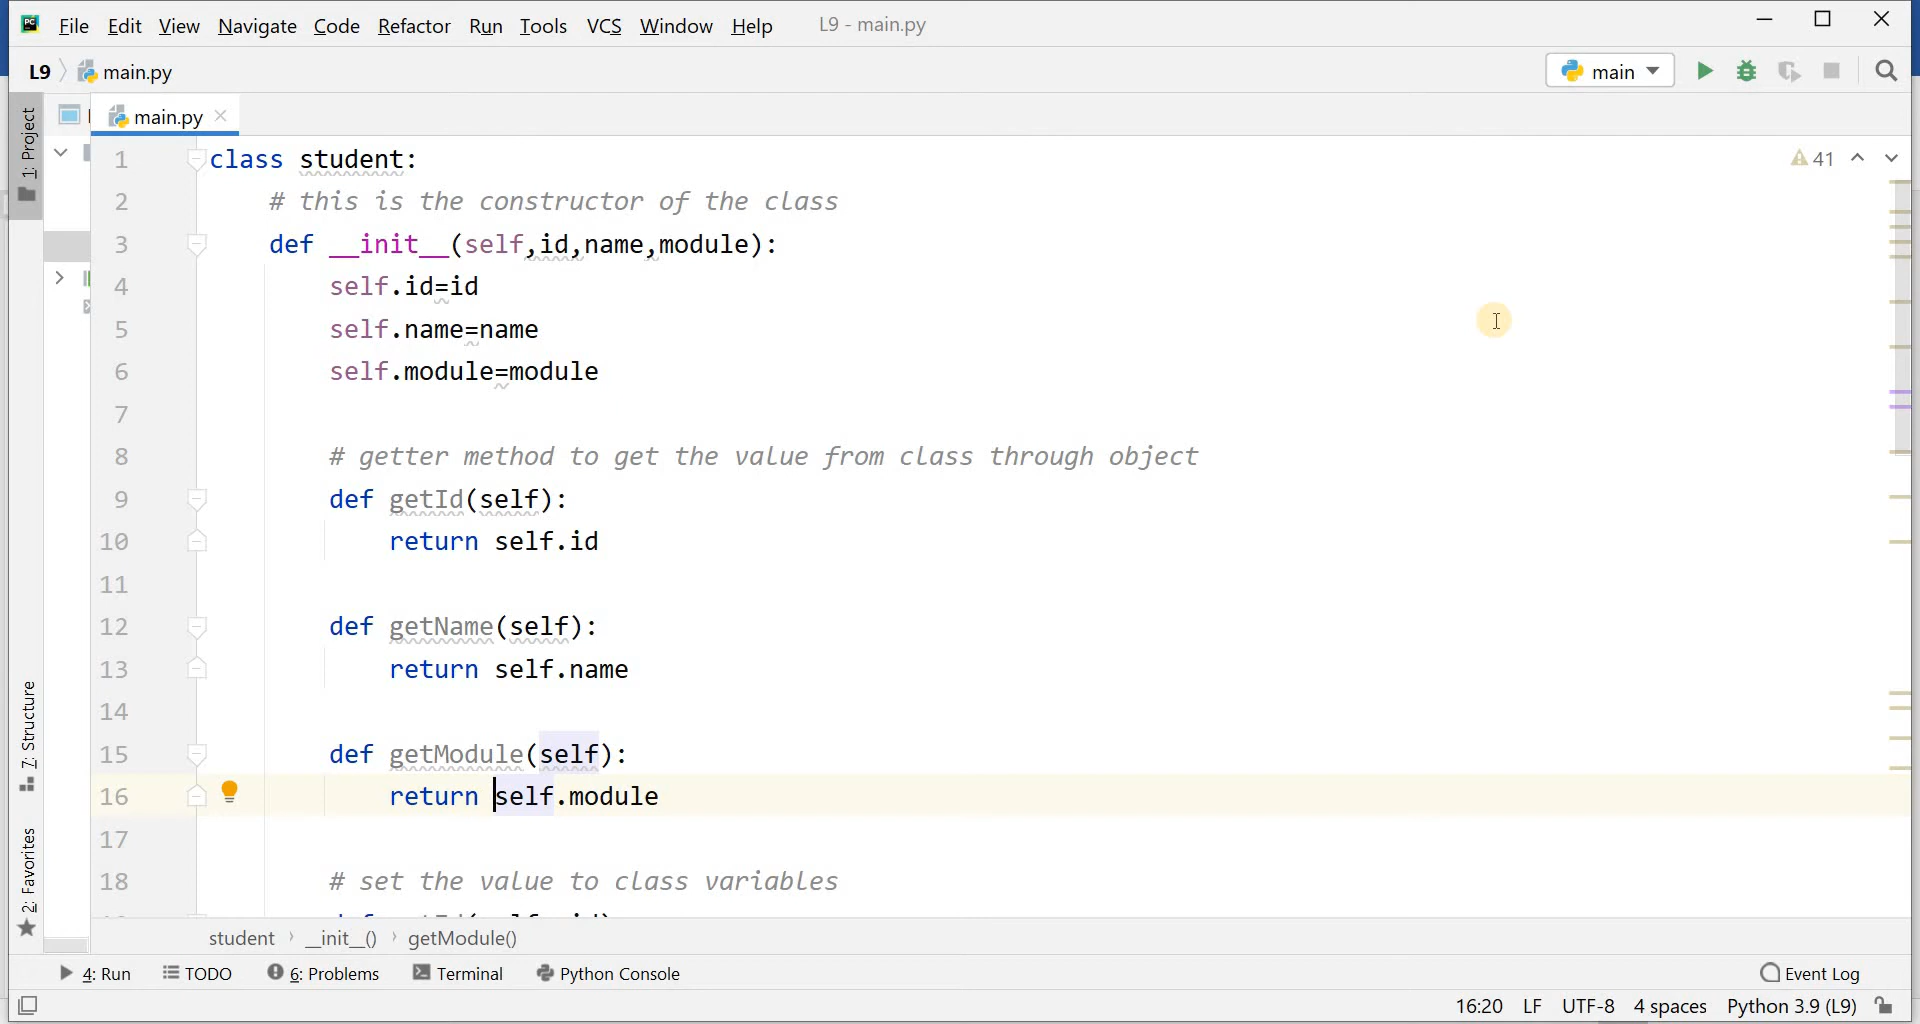 File Edit View Navigate Code Refactor Run Tools VCS Window Help L9 - main.py
L9 main.py main
main.py
1: Project
1 class student: 41
2 # this is the constructor of the class
3 def __init__(self,id,name,module):
4 self.id=id
5 self.name=name
6 self.module=module
7
8 # getter method to get the value from class through object
9 def getId(self):
10 return self.id
11
12 def getName(self):
13 return self.name
14
15 def getModule(self):
16 return self.module
17
18 # set the value to class variables
7: Structure
2: Favorites
student __init__() getModule()
4: Run TODO 6: Problems Terminal Python Console Event Log
16:20 LF UTF-8 4 spaces Python 3.9 (L9)